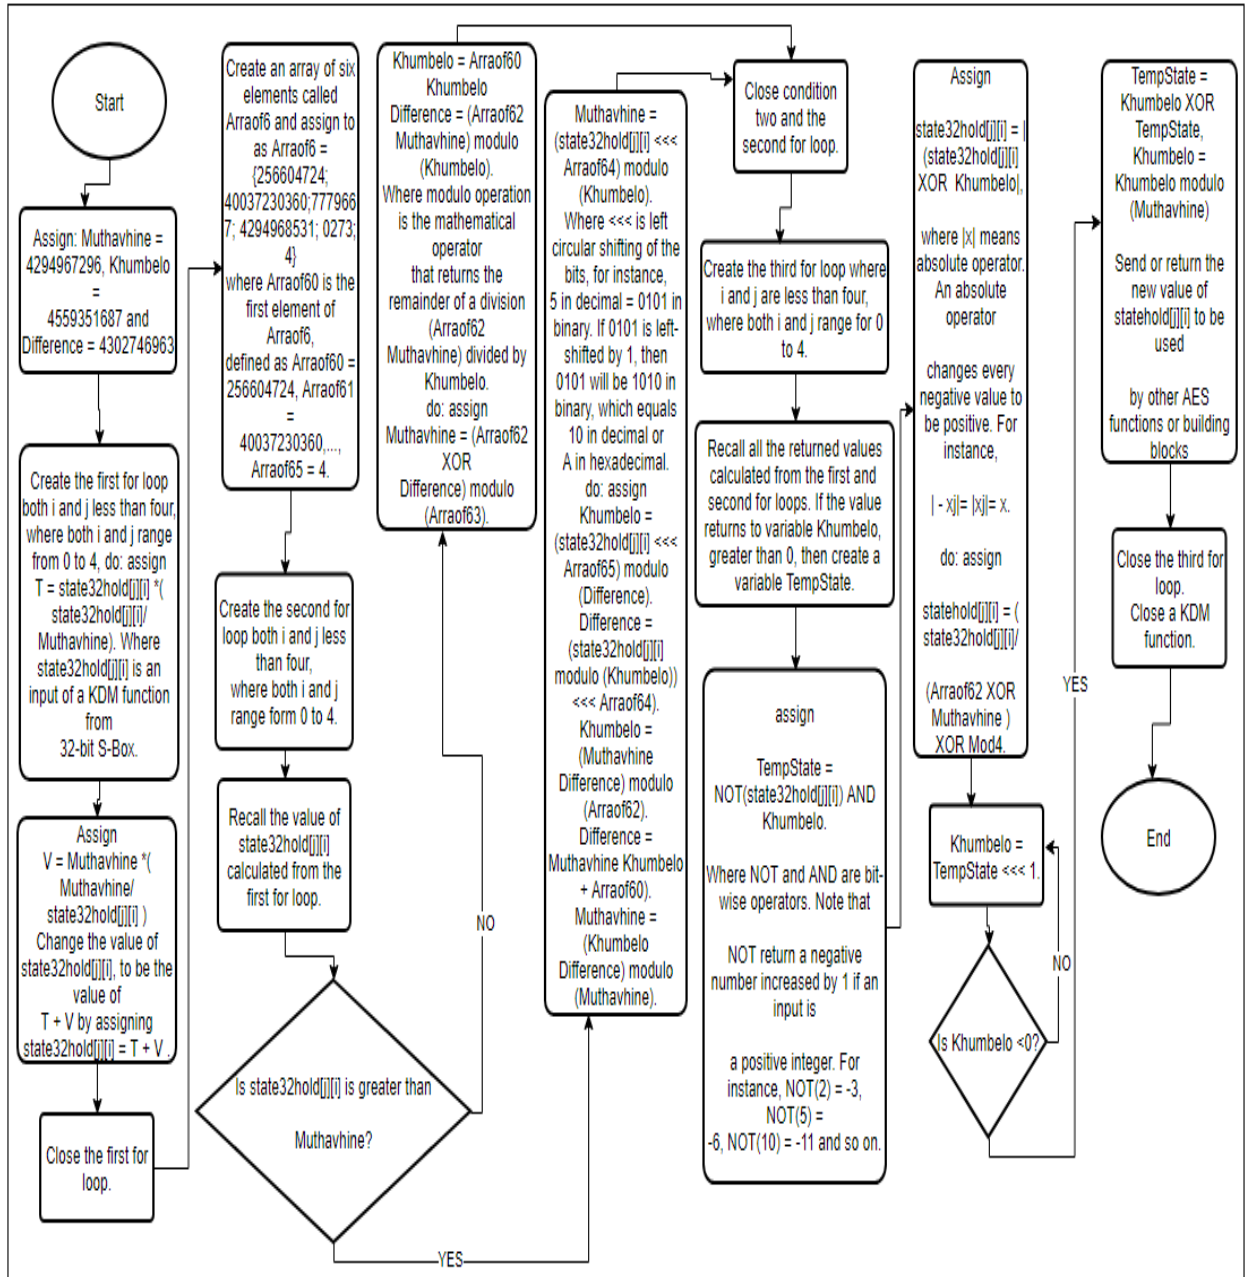 Start
Assign: Muthavhine =
4294967296, Khumbelo
=
4559351687 and
Difference = 4302746963
Create the first for loop
both i and j less than four,
where both i and j range
from 0 to 4, do: assign
T = state32hold[j][i] *(
state32hold[j][i]/
Muthavhine). Where
state32hold[j][i] is an
input of a KDM function
from
32-bit S-Box.
Assign
V = Muthavhine *(
Muthavhine/
state32hold[j][i] )
Change the value of
state32hold[j][i], to be the
value of
T + V by assigning
state32hold[j][i] = T + V .
Close the first for
loop.
Create an array of six
elements called
Arraof6 and assign to
as Arraof6 =
{256604724;
40037230360;777966
7; 4294968531; 0273;
4}
where Arraof60 is the
first element of
Arraof6,
defined as Arraof60 =
256604724, Arraof61
=
40037230360,...,
Arraof65 = 4.
Create the second for
loop both i and j less
than four,
where both i and j
range form 0 to 4.
Recall the value of
state32hold[j][i]
calculated from the
first for loop.
Is state32hold[j][i] is greater than
Muthavhine?
NO
YES
Khumbelo = Arraof60
Khumbelo
Difference = (Arraof62
Muthavhine) modulo
(Khumbelo).
Where modulo operation
is the mathematical
operator
that returns the
remainder of a division
(Arraof62
Muthavhine) divided by
Khumbelo.
do: assign
Muthavhine = (Arraof62
XOR
Difference) modulo
(Arraof63).
Muthavhine =
(state32hold[j][i] <<<
Arraof64) modulo
(Khumbelo).
Where <<< is left
circular shifting of the
bits, for instance,
5 in decimal = 0101 in
binary. If 0101 is left-
shifted by 1, then
0101 will be 1010 in
binary, which equals
10 in decimal or
A in hexadecimal.
do: assign
Khumbelo =
(state32hold[j][i] <<<
Arraof65) modulo
(Difference).
Difference =
(state32hold[j][i]
modulo (Khumbelo))
<<< Arraof64).
Khumbelo =
(Muthavhine
Difference) modulo
(Arraof62).
Difference =
Muthavhine Khumbelo
+ Arraof60).
Muthavhine =
(Khumbelo
Difference) modulo
(Muthavhine).
Close condition
two and the
second for loop.
Create the third for loop where
i and j are less than four,
where both i and j range for 0
to 4.
Recall all the returned values
calculated from the first and
second for loops. If the value
returns to variable Khumbelo,
greater than 0, then create a
variable TempState.
assign
TempState =
NOT(state32hold[j][i]) AND
Khumbelo.
Where NOT and AND are bit-
wise operators. Note that
NOT return a negative
number increased by 1 if an
input is
a positive integer. For
instance, NOT(2) = -3,
NOT(5) =
-6, NOT(10) = -11 and so on.
Assign
state32hold[j][i] = |
(state32hold[j][i]
XOR Khumbelo|,
where |x| means
absolute operator.
An absolute
operator
changes every
negative value to
be positive. For
instance,
| - xj|= |xj|= x.
do: assign
statehold[j][i] = (
state32hold[j][i]/
(Arraof62 XOR
Muthavhine )
XOR Mod4.
Khumbelo =
TempState <<< 1.
NO
Is Khumbelo <0?
YES
TempState =
Khumbelo XOR
TempState,
Khumbelo =
Khumbelo modulo
(Muthavhine)
Send or return the
new value of
statehold[j][i] to be
used
by other AES
functions or building
blocks
Close the third for
loop.
Close a KDM
function.
End